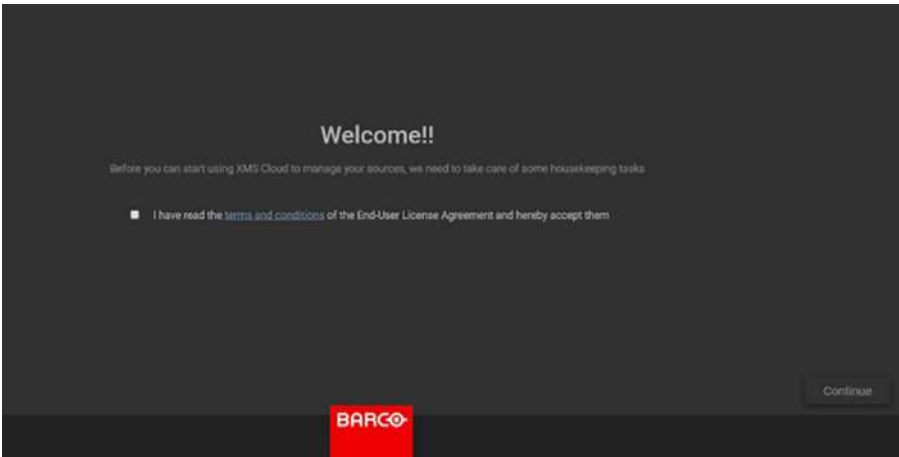 Welcome!!
Before you can start using XMS Cloud to manage your sources, we need to take care of some housekeeping tasks
I have read the terms and conditions of the End-User License Agreement and hereby accept them
Continue
BARCO